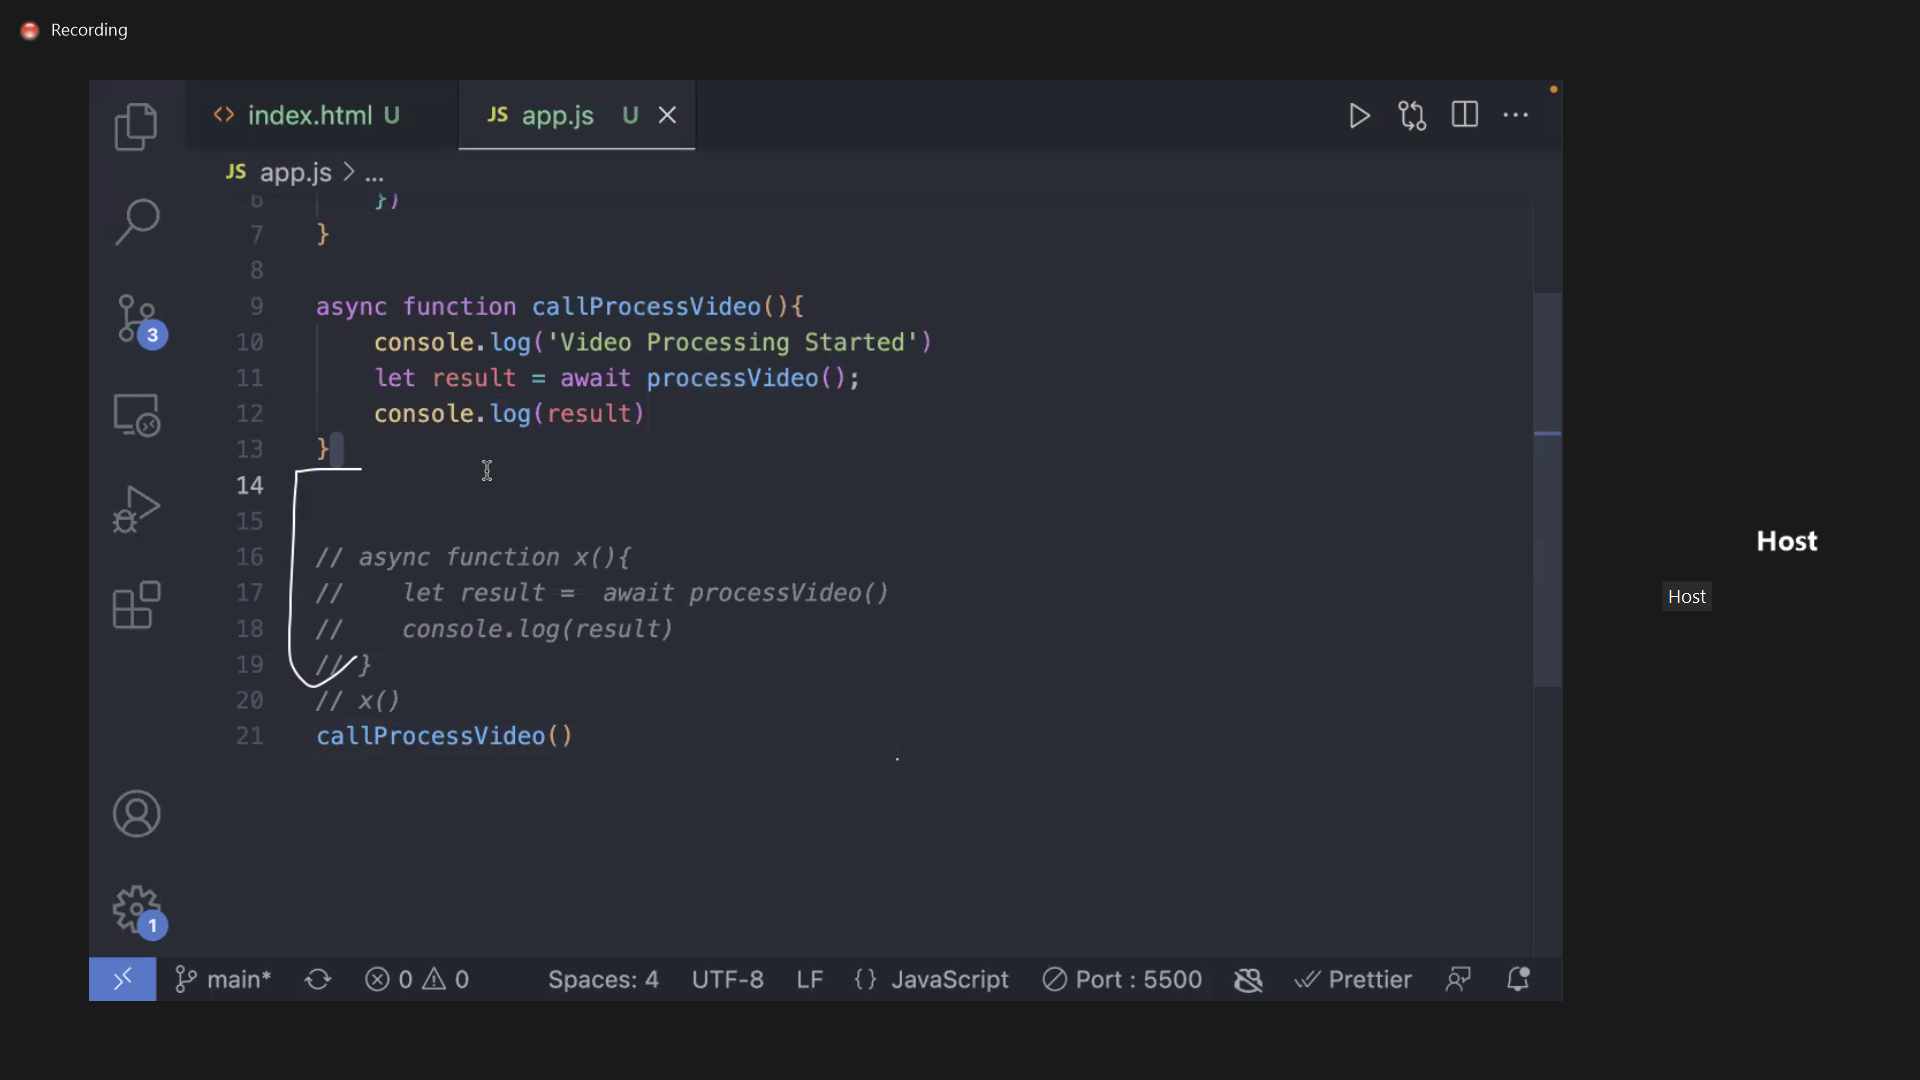 Recording
index.html U
JS app.js U
JS app.js > ...
6 })
7 }
8
9 async function callProcessVideo(){
10 console.log('Video Processing Started')
11 let result = await processVideo();
12 console.log(result)
13 }
14
15
16 // async function x(){
17 // let result = await processVideo()
18 // console.log(result)
19 // }
20 // x()
21 callProcessVideo()
3
1
Host
Host
main* 0 0 Spaces: 4 UTF-8 LF {} JavaScript Port : 5500 Prettier